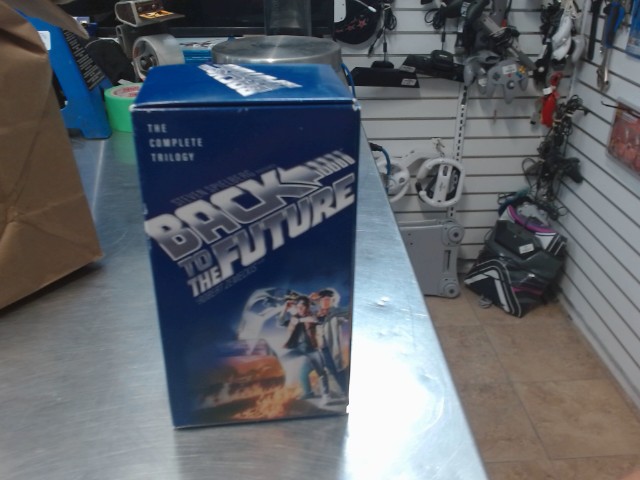 THE
COMPLETE
TRILOGY
BACK
TO
THE FUTURE